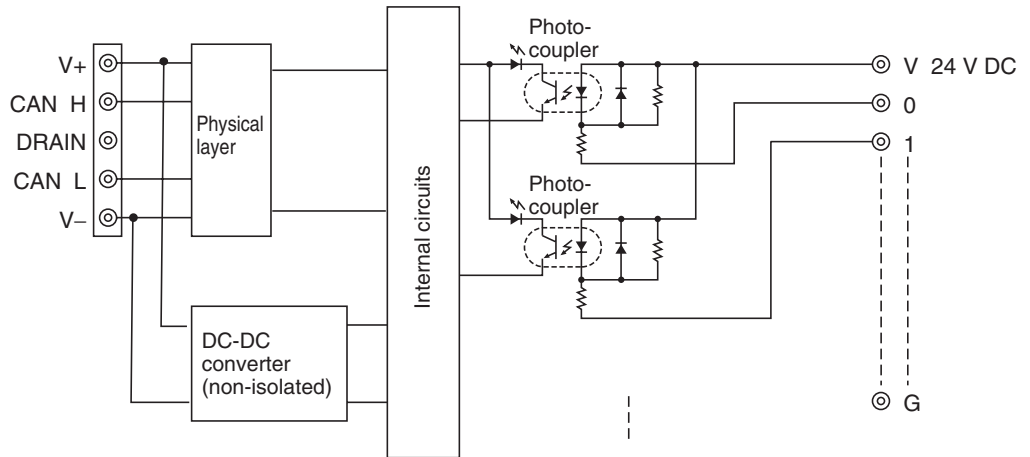 V+
CAN H
DRAIN
CAN L
V−
Physical
layer
DC-DC
converter
(non-isolated)
Internal circuits
Photo-
coupler
Photo-
coupler
V 24 V DC
0
1
G